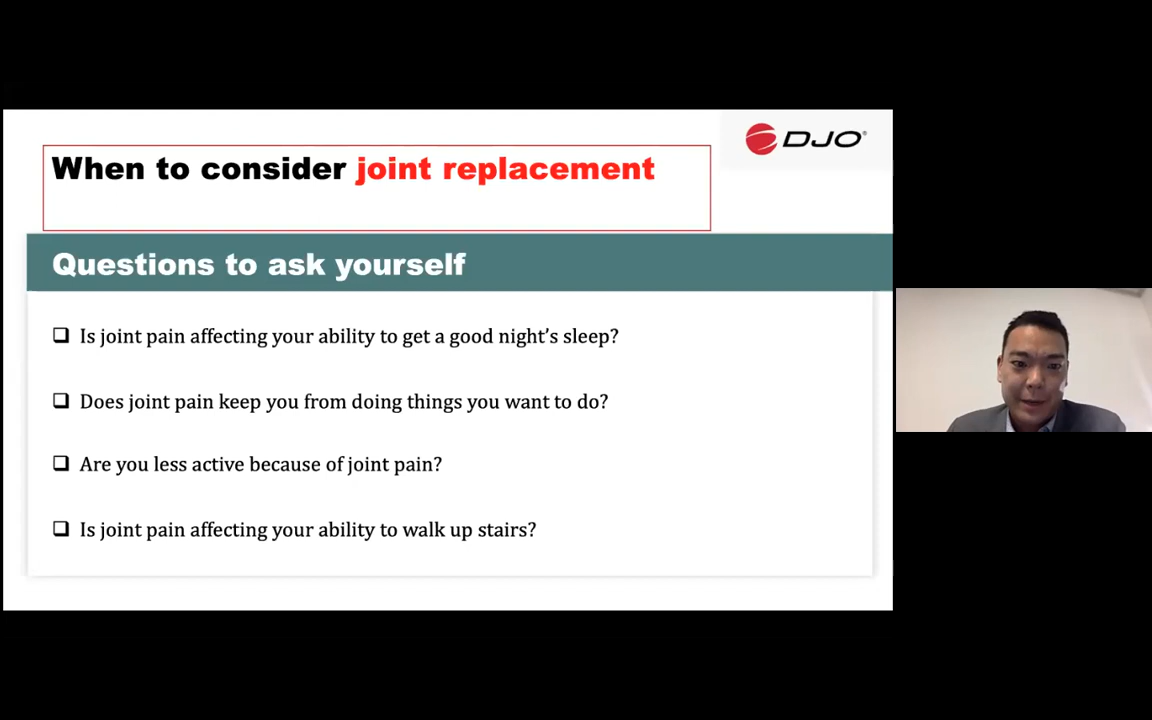 When to consider joint replacement
DJO®
Questions to ask yourself
❑ Is joint pain affecting your ability to get a good night’s sleep?
❑ Does joint pain keep you from doing things you want to do?
❑ Are you less active because of joint pain?
❑ Is joint pain affecting your ability to walk up stairs?